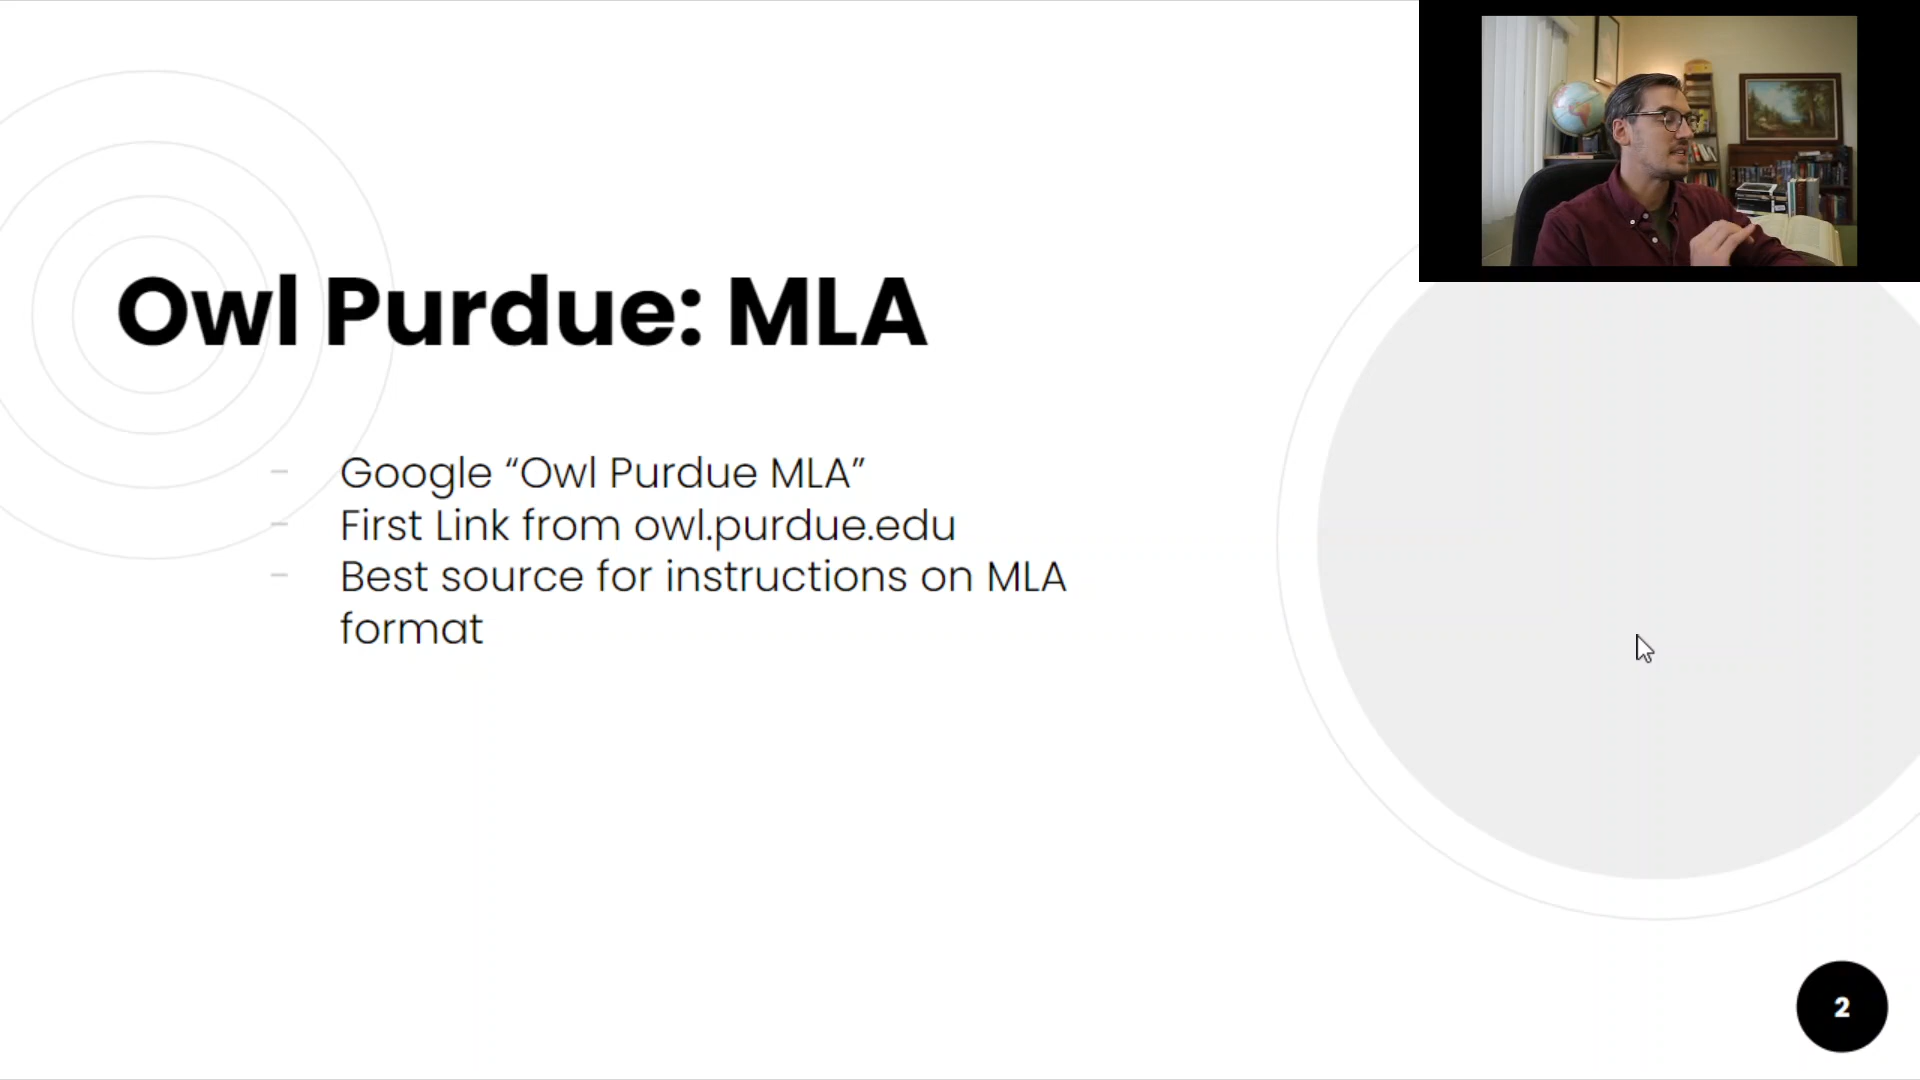 Owl Purdue: MLA
- Google “Owl Purdue MLA”
- First Link from owl.purdue.edu
- Best source for instructions on MLA
format
2